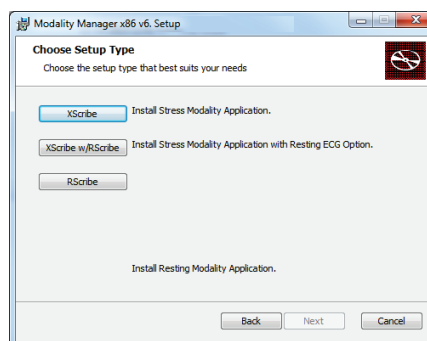 Modality Manager x86 v6. Setup
Choose Setup Type
Choose the setup type that best suits your needs
XScribe Install Stress Modality Application.
XScribe w/RScribe Install Stress Modality Application with Resting ECG Option.
RScribe
Install Resting Modality Application.
Back Next Cancel